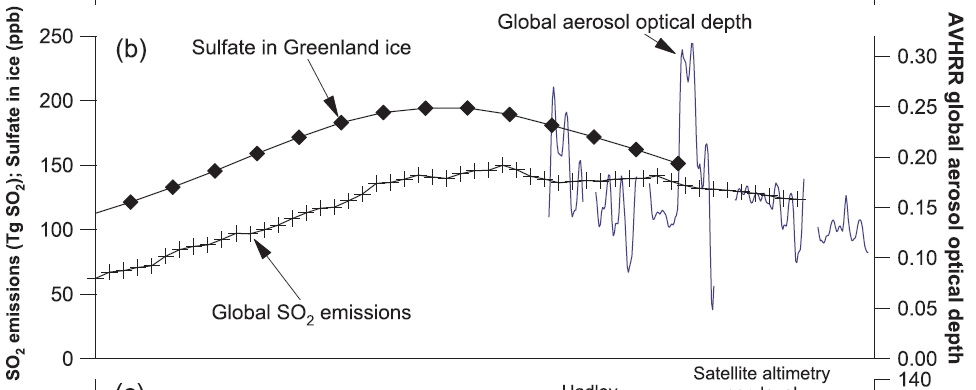 SO2 emissions (Tg SO2); Sulfate in ice (ppb)
250
200
150
100
50
0
(b)
Sulfate in Greenland ice
Global aerosol optical depth
Global SO2 emissions
0.30
0.25
0.20
0.15
0.10
0.05
0.00
AVHRR global aerosol optical depth
Satellite altimetry
140